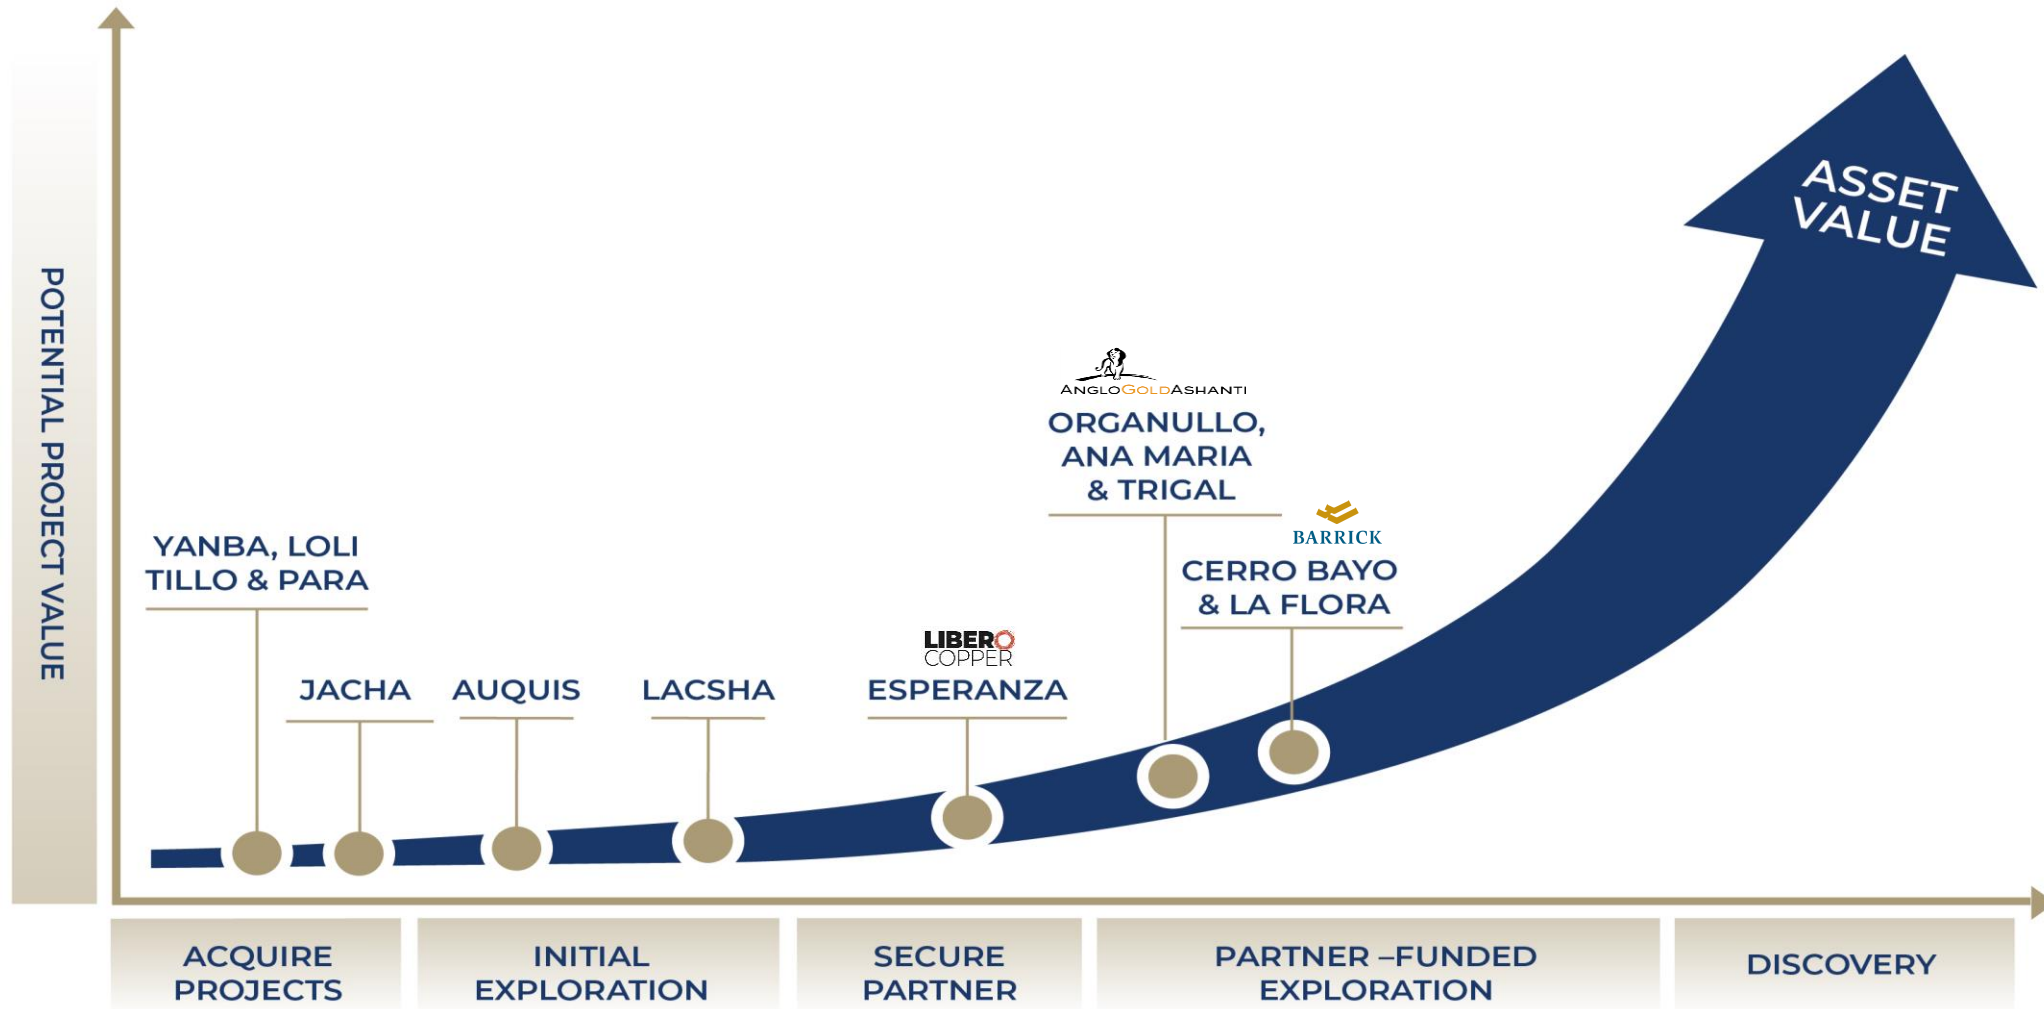 POTENTIAL PROJECT VALUE
ASSET
VALUE
ANGLOGOLDASHANTI
ORGANULLO,
ANA MARIA
& TRIGAL
BARRICK
CERRO BAYO
& LA FLORA
YANBA, LOLI
TILLO & PARA
LIBERO
COPPER
JACHA
AUQUIS
LACSHA
ESPERANZA
ACQUIRE
PROJECTS
INITIAL
EXPLORATION
SECURE
PARTNER
PARTNER –FUNDED
EXPLORATION
DISCOVERY